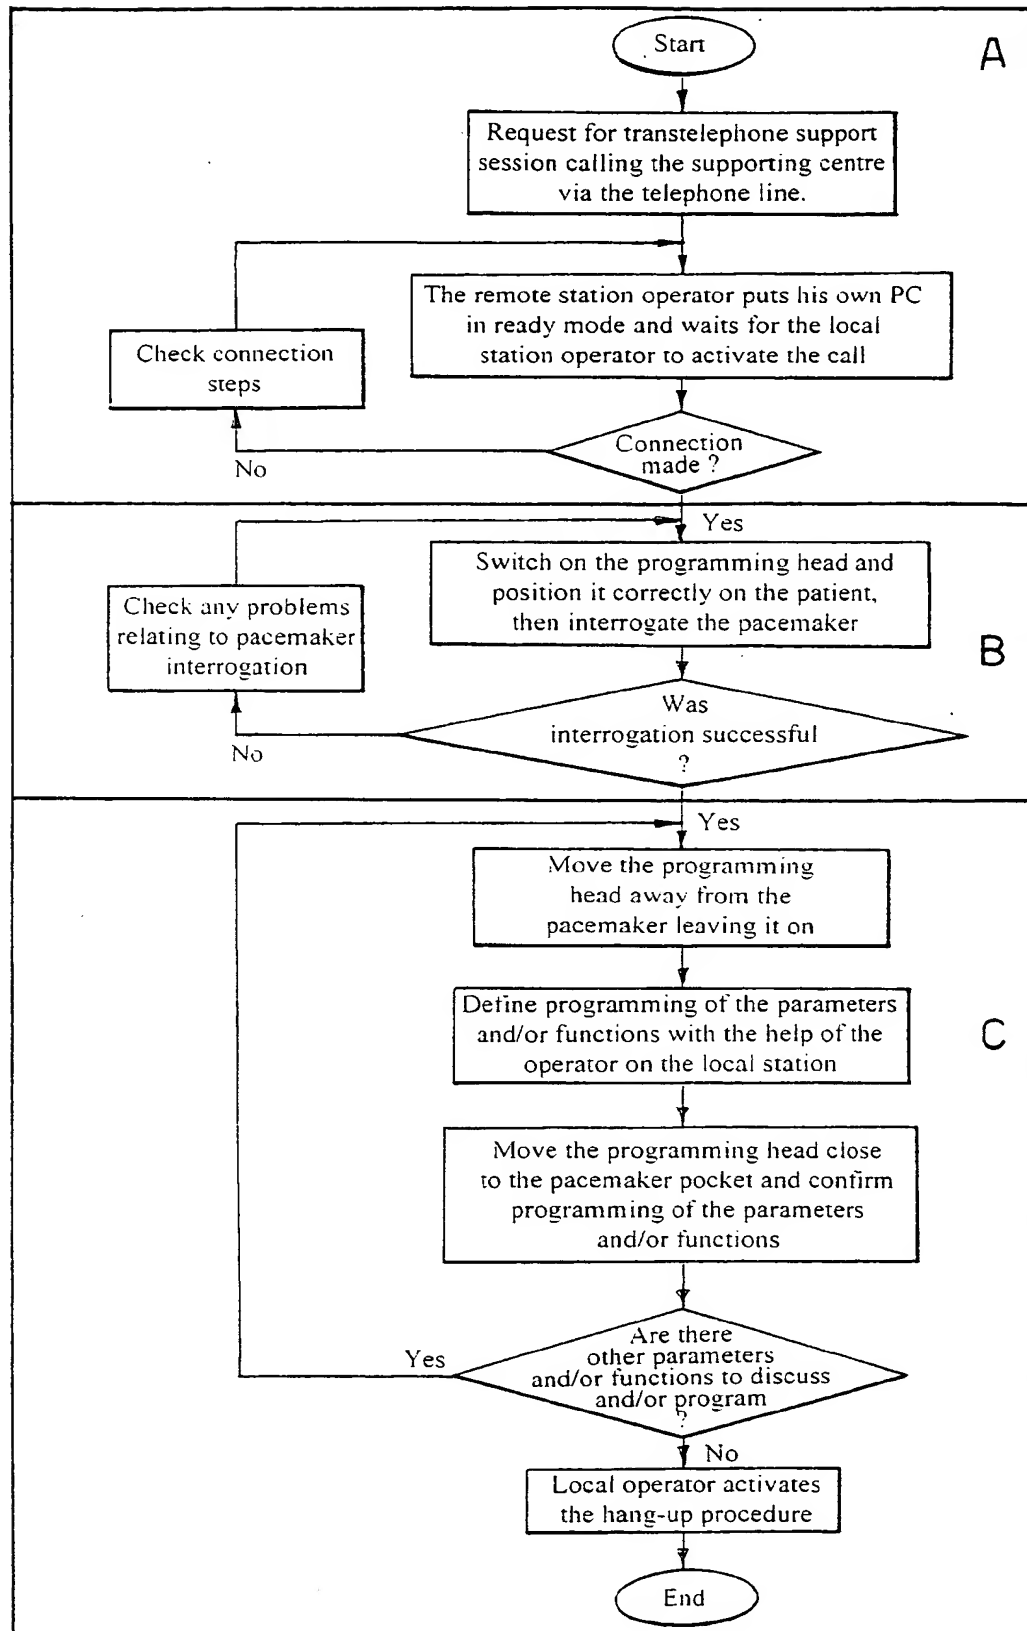 Start
A
Request for transtelephone support
session calling the supporting centre
via the telephone line.
The remote station operator puts his own PC
in ready mode and waits for the local
station operator to activate the call
Check connection
steps
Connection
made ?
No
Yes
Switch on the programming head and
position it correctly on the patient,
then interrogate the pacemaker
Check any problems
relating to pacemaker
interrogation
B
Was
interrogation successful
?
No
Yes
Move the programming
head away from the
pacemaker leaving it on
Define programming of the parameters
and/or functions with the help of the
operator on the local station
C
Move the programming head close
to the pacemaker pocket and confirm
programming of the parameters
and/or functions
Are there
other parameters
and/or functions to discuss
and/or program
?
Yes
No
Local operator activates
the hang-up procedure
End